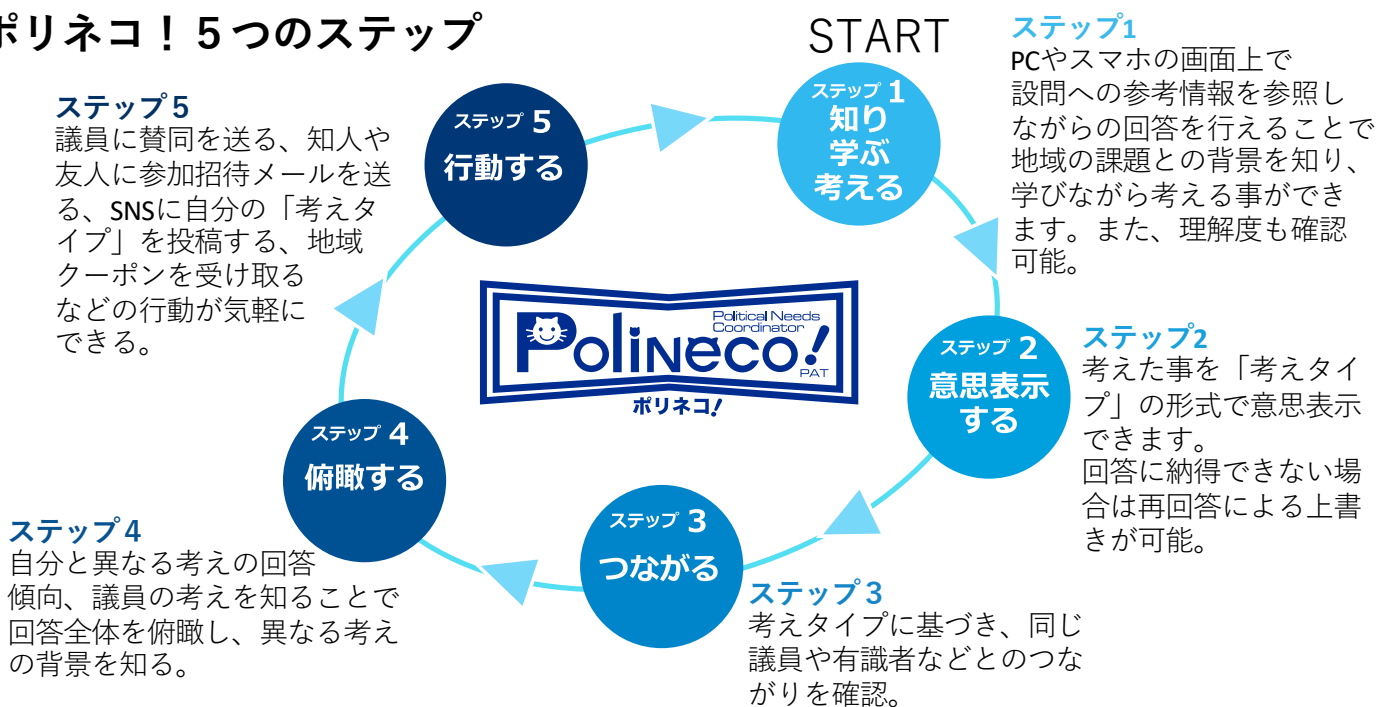 ポリネコ！５つのステップ
START
ステップ1
PCやスマホの画面上で
設問への参考情報を参照し
ながらの回答を行えることで
地域の課題との背景を知り、
学びながら考える事ができ
ます。また、理解度も確認
可能。
ステップ 1
知り
学ぶ
考える
ステップ2
考えた事を「考えタイ
プ」の形式で意思表示
できます。
回答に納得できない場
合は再回答による上書
きが可能。
ステップ 2
意思表示
する
ステップ３
考えタイプに基づき、同じ
議員や有識者などとのつな
がりを確認。
ステップ 3
つながる
ステップ４
自分と異なる考えの回答
傾向、議員の考えを知ることで
回答全体を俯瞰し、異なる考え
の背景を知る。
ステップ 4
俯瞰する
ステップ５
議員に賛同を送る、知人や
友人に参加招待メールを送
る、SNSに自分の「考えタ
イプ」を投稿する、地域
クーポンを受け取る
などの行動が気軽に
できる。
ステップ 5
行動する
Political Needs
Coordinator
PoliNeco!
PAT
ポリネコ!